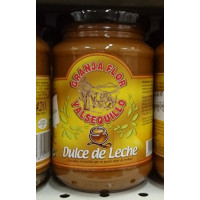 GRANJA FLOR
VALSEQUILLO
Dulce de Leche